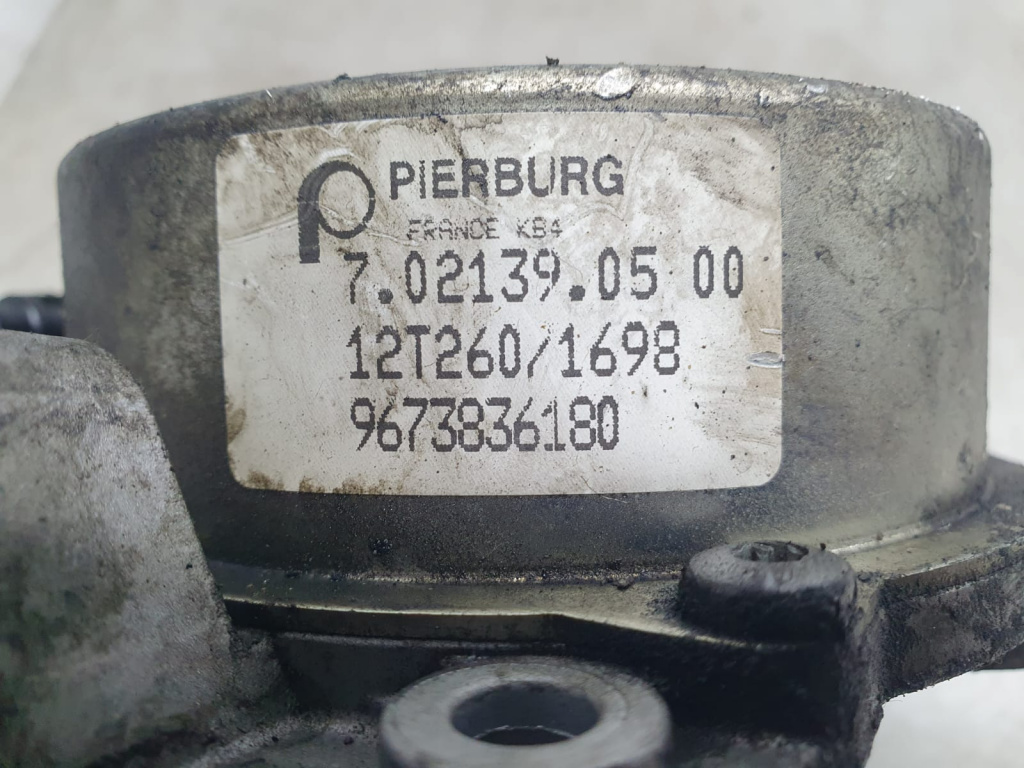 PIERBURG
FRANCE KB4
7.02139.05 00
12T260/1698
9673836180